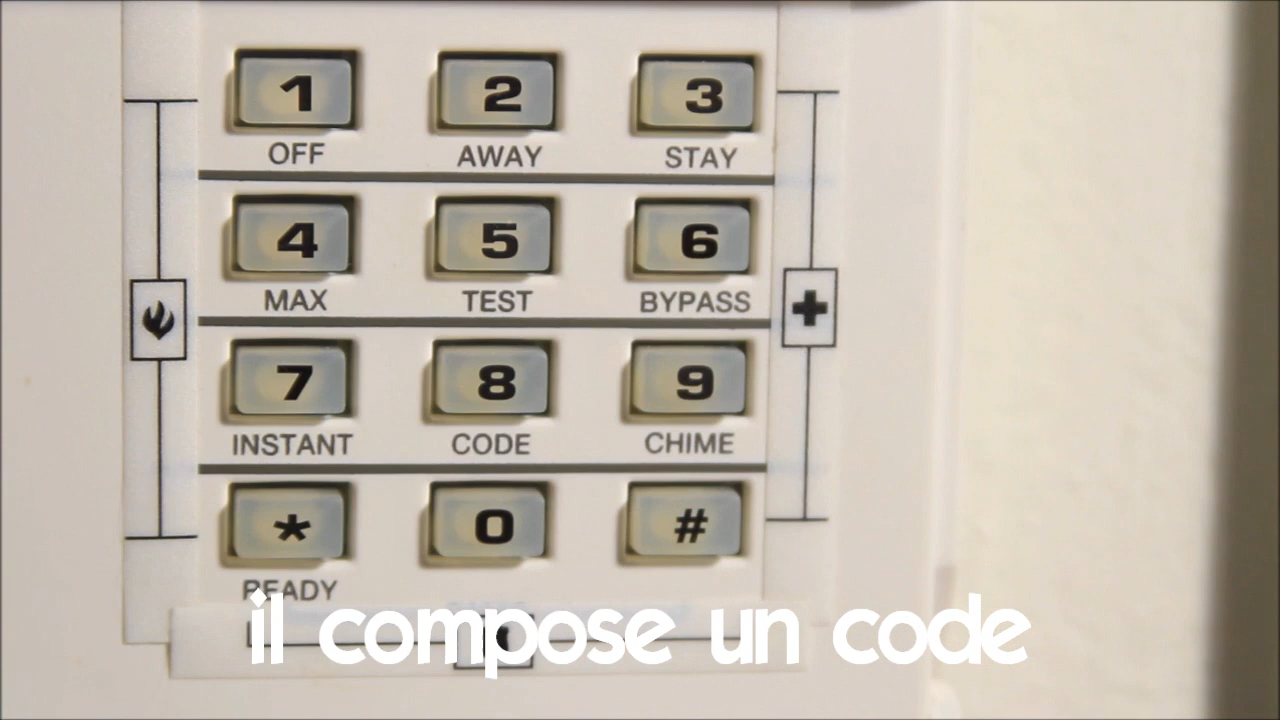 1 2 3
OFF AWAY STAY
4 5 6
MAX TEST BYPASS
7 8 9
INSTANT CODE CHIME
* 0 #
READY
il compose un code